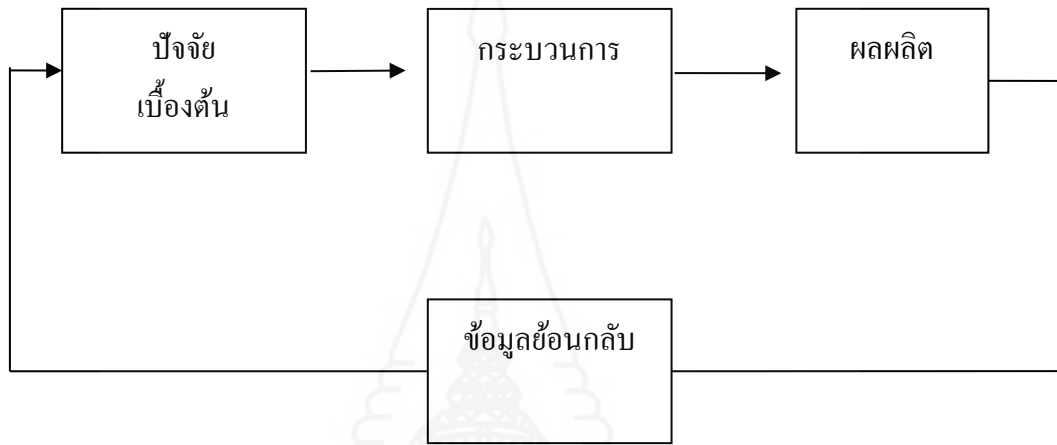 ปัจจัย
เบื้องต้น
กระบวนการ
ผลผลิต
ข้อมูลย้อนกลับ